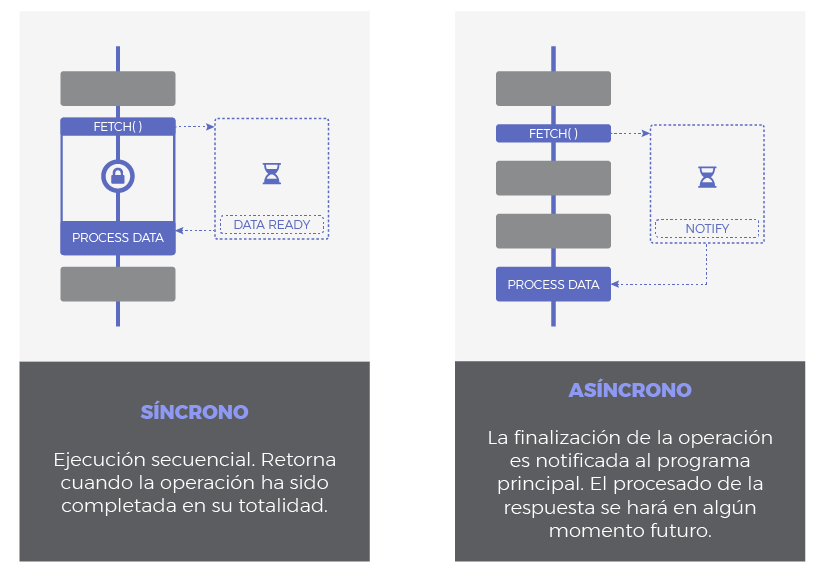 FETCH( )
DATA READY
PROCESS DATA
SÍNCRONO
Ejecución secuencial. Retorna
cuando la operación ha sido
completada en su totalidad.
FETCH( )
NOTIFY
PROCESS DATA
ASÍNCRONO
La finalización de la operación
es notificada al programa
principal. El procesado de la
respuesta se hará en algún
momento futuro.